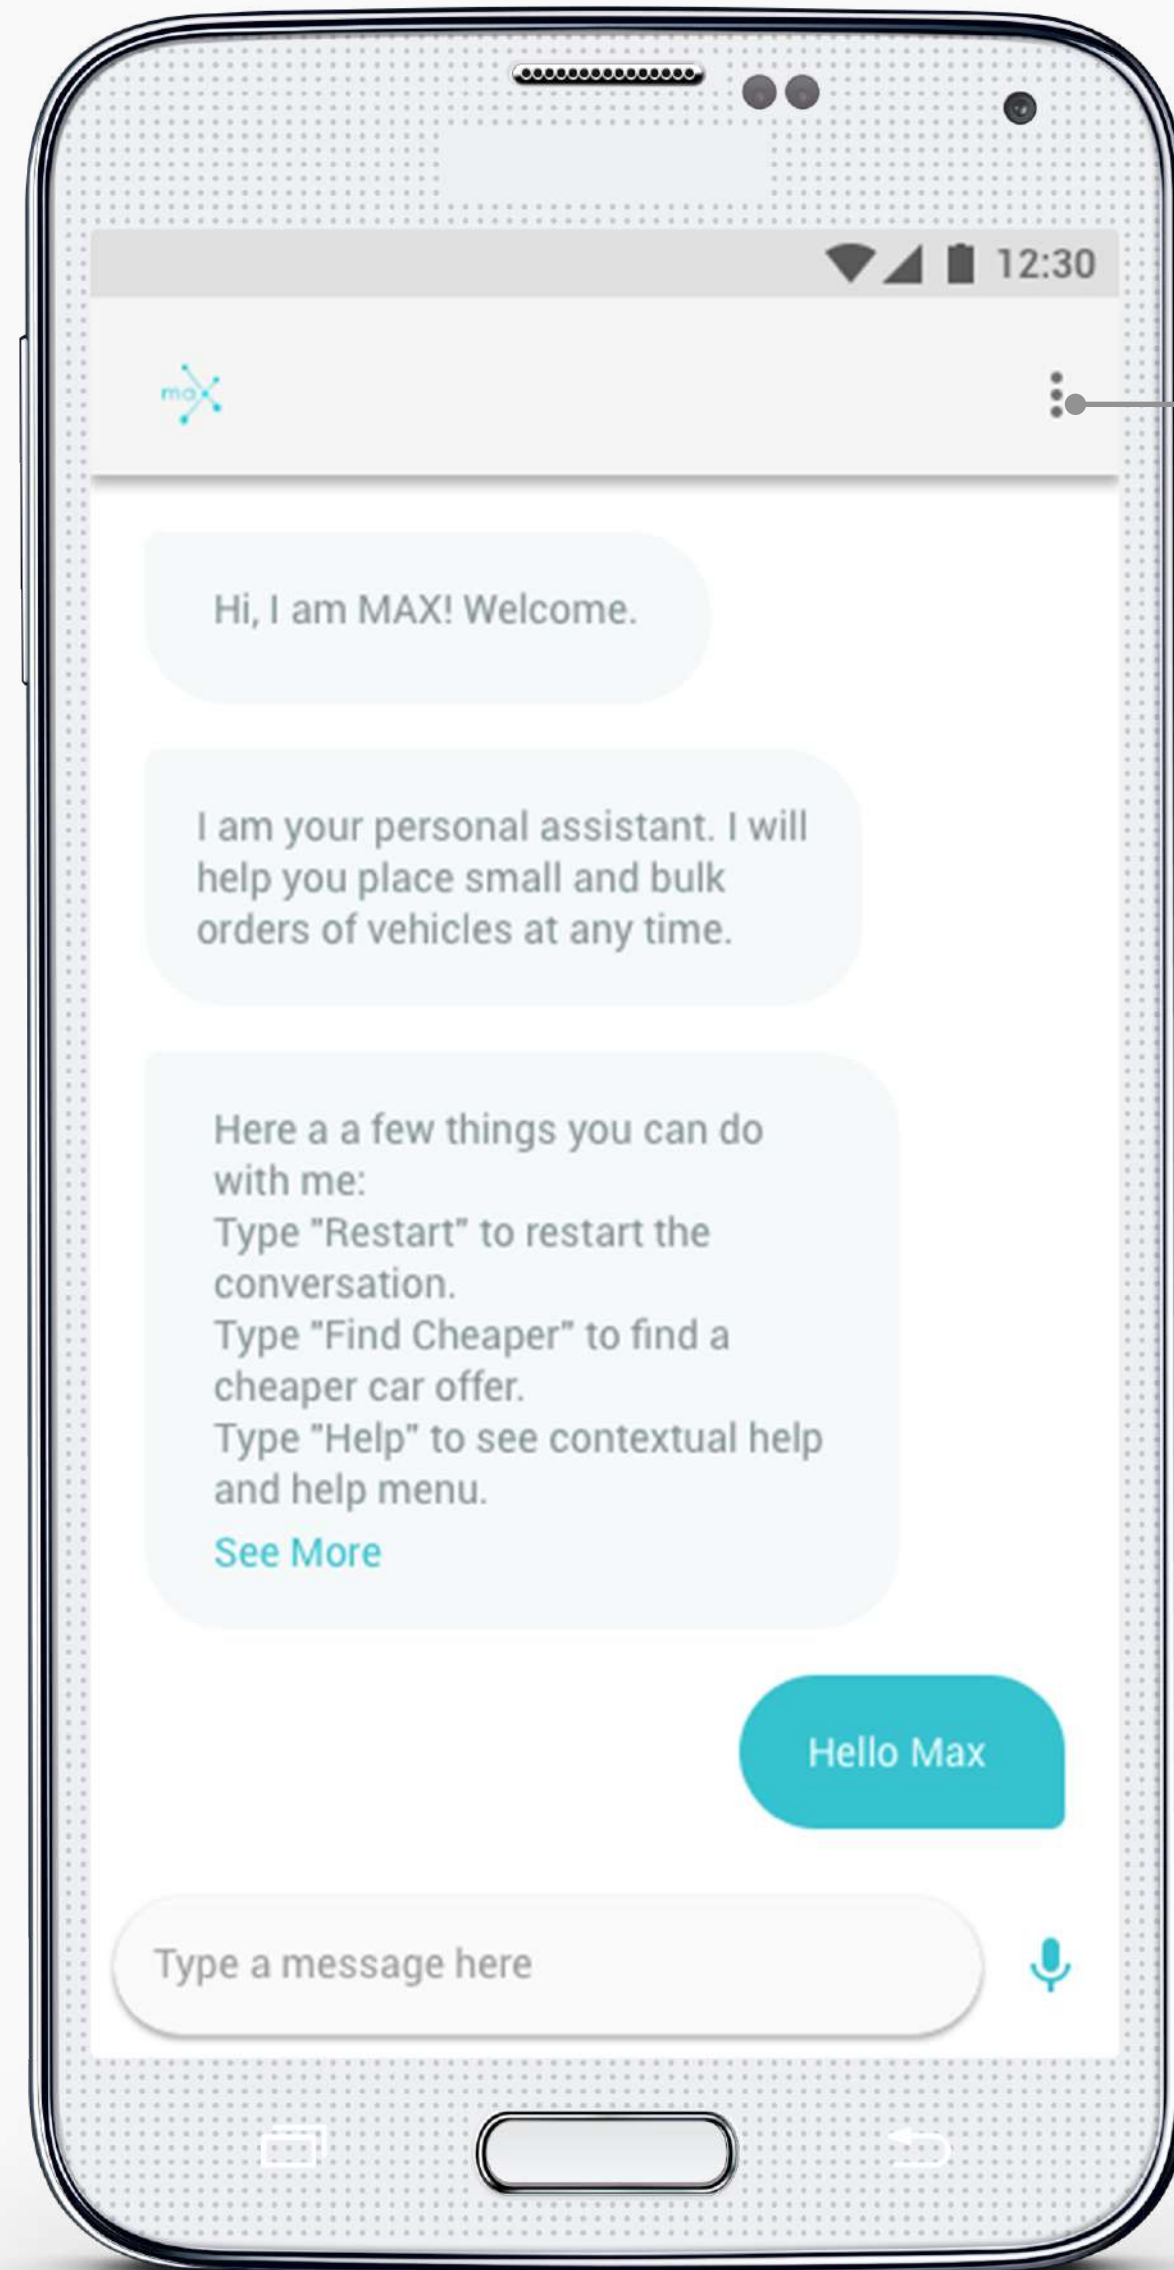 12:30
max
Hi, I am MAX! Welcome.
I am your personal assistant. I will
help you place small and bulk
orders of vehicles at any time.
Here a a few things you can do
with me:
Type "Restart" to restart the
conversation.
Type "Find Cheaper" to find a
cheaper car offer.
Type "Help" to see contextual help
and help menu.
See More
Hello Max
Type a message here